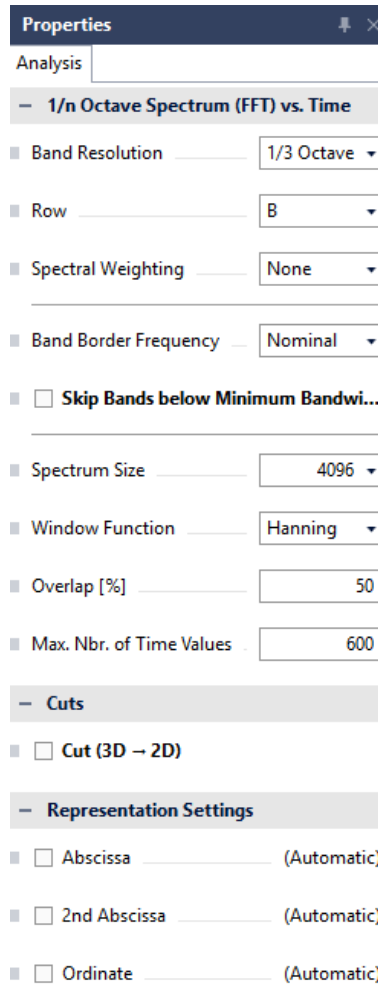 Properties
Analysis
1/n Octave Spectrum (FFT) vs. Time
Band Resolution 1/3 Octave
Row B
Spectral Weighting None
Band Border Frequency Nominal
Skip Bands below Minimum Bandwi...
Spectrum Size 4096
Window Function Hanning
Overlap [%] 50
Max. Nbr. of Time Values 600
Cuts
Cut (3D → 2D)
Representation Settings
Abscissa (Automatic)
2nd Abscissa (Automatic)
Ordinate (Automatic)